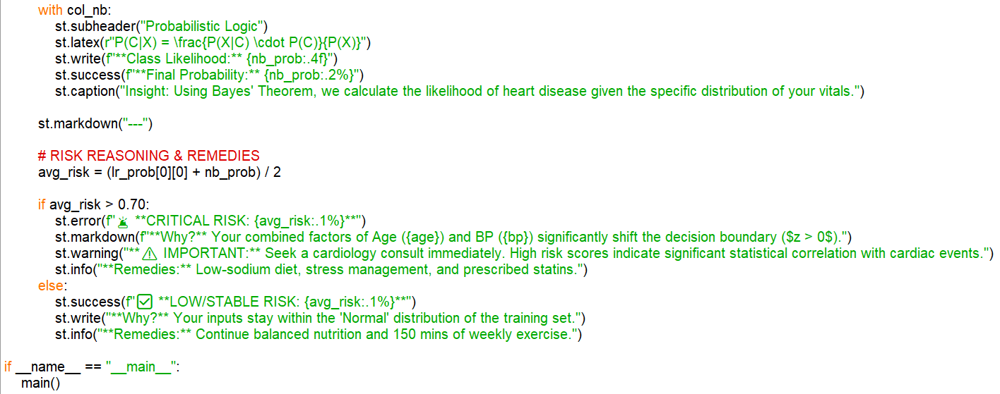 with col_nb:
st.subheader("Probabilistic Logic")
st.latex(r"P(C|X) = \frac{P(X|C) \cdot P(C)}{P(X)}")
st.write(f"**Class Likelihood:** {nb_prob:.4f}")
st.success(f"**Final Probability:** {nb_prob:.2%}")
st.caption("Insight: Using Bayes' Theorem, we calculate the likelihood of heart disease given the specific distribution of your vitals.")
st.markdown("---")
# RISK REASONING & REMEDIES
avg_risk = (lr_prob[0][0] + nb_prob) / 2
if avg_risk > 0.70:
st.error(f"🚨 **CRITICAL RISK: {avg_risk:.1%}**")
st.markdown(f"**Why?** Your combined factors of Age ({age}) and BP ({bp}) significantly shift the decision boundary ($z > 0$).")
st.warning("**⚠ IMPORTANT:** Seek a cardiology consult immediately. High risk scores indicate significant statistical correlation with cardiac events.")
st.info("**Remedies:** Low-sodium diet, stress management, and prescribed statins.")
else:
st.success(f"✅ **LOW/STABLE RISK: {avg_risk:.1%}**")
st.write("**Why?** Your inputs stay within the 'Normal' distribution of the training set.")
st.info("**Remedies:** Continue balanced nutrition and 150 mins of weekly exercise.")
if __name__ == "__main__":
main()